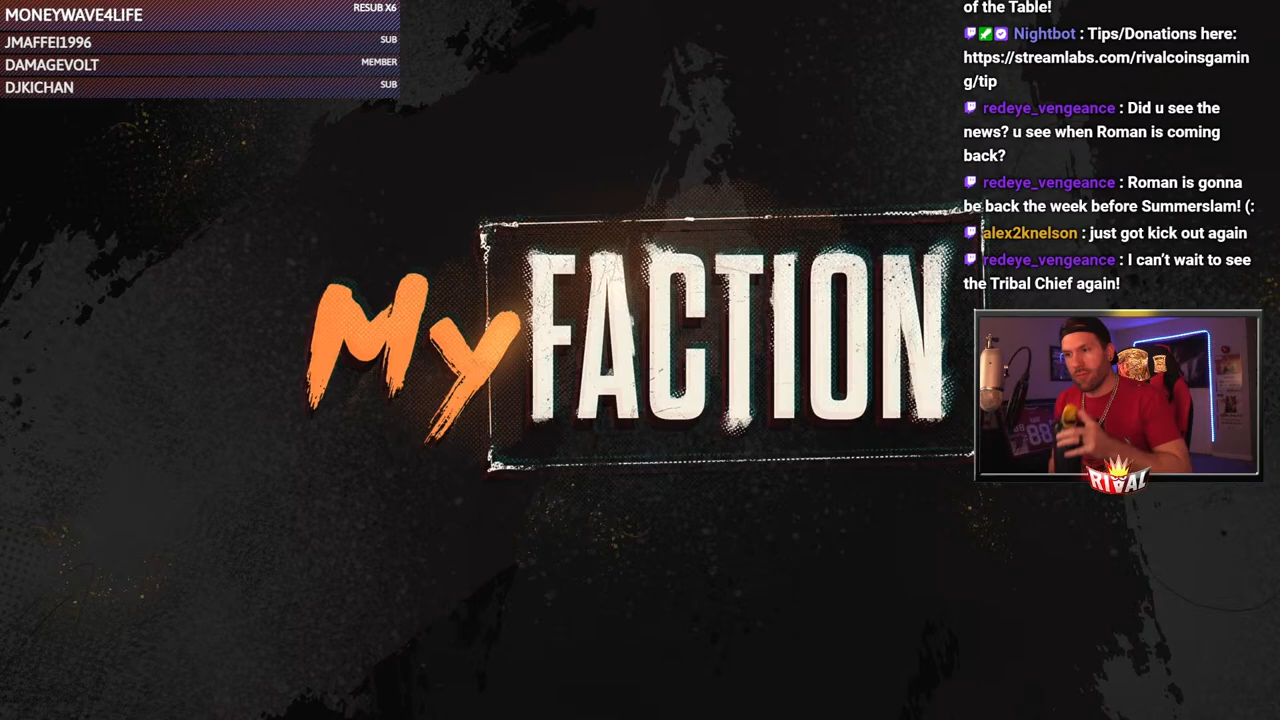 MONEYWAVE4LIFE RESUB X6
JMAFFEI1996 SUB
DAMAGEVOLT MEMBER
DJKICHAN SUB
of the Table!
Nightbot : Tips/Donations here:
https://streamlabs.com/rivalcoinsgamin
g/tip
redeye_vengeance : Did u see the
news? u see when Roman is coming
back?
redeye_vengeance : Roman is gonna
be back the week before Summerslam! (:
alex2knelson : just got kick out again
redeye_vengeance : I can't wait to see
the Tribal Chief again!
My FACTION
88
RIVAL